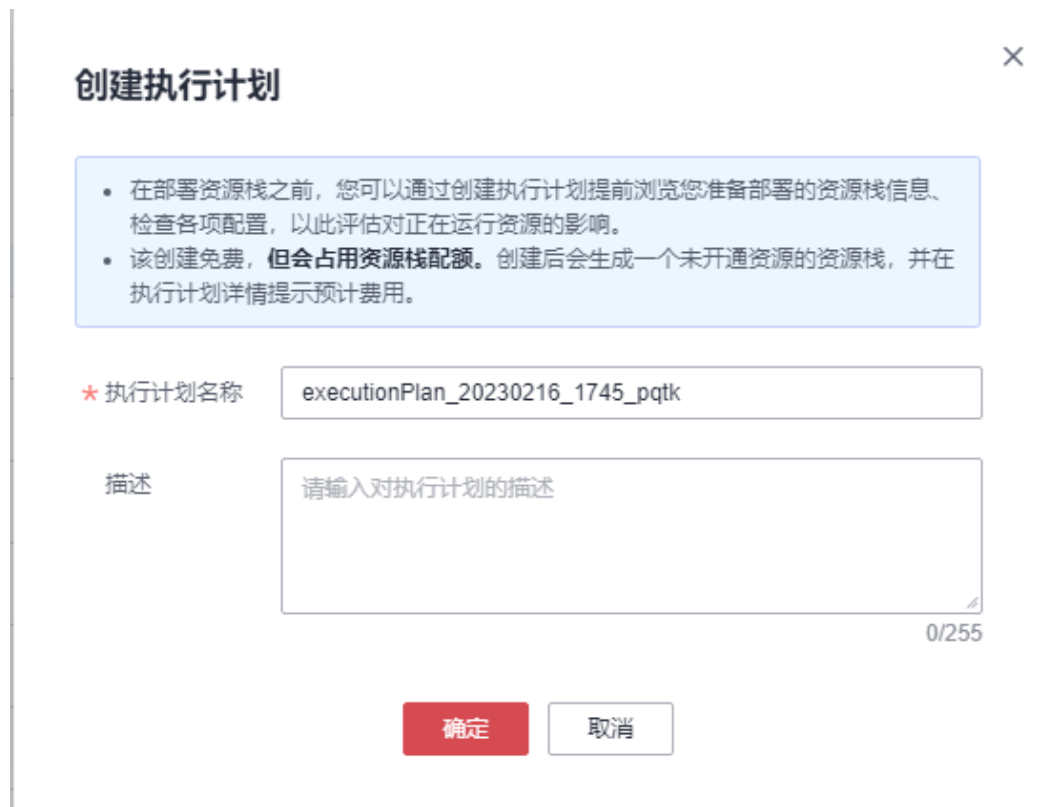 创建执行计划
• 在部署资源栈之前，您可以通过创建执行计划提前浏览您准备部署的资源栈信息、
检查各项配置，以此评估对正在运行资源的影响。
• 该创建免费，但会占用资源栈配额。创建后会生成一个未开通资源的资源栈，并在
执行计划详情提示预计费用。
* 执行计划名称 executionPlan_20230216_1745_pqtk
描述 请输入对执行计划的描述
0/255
确定 取消